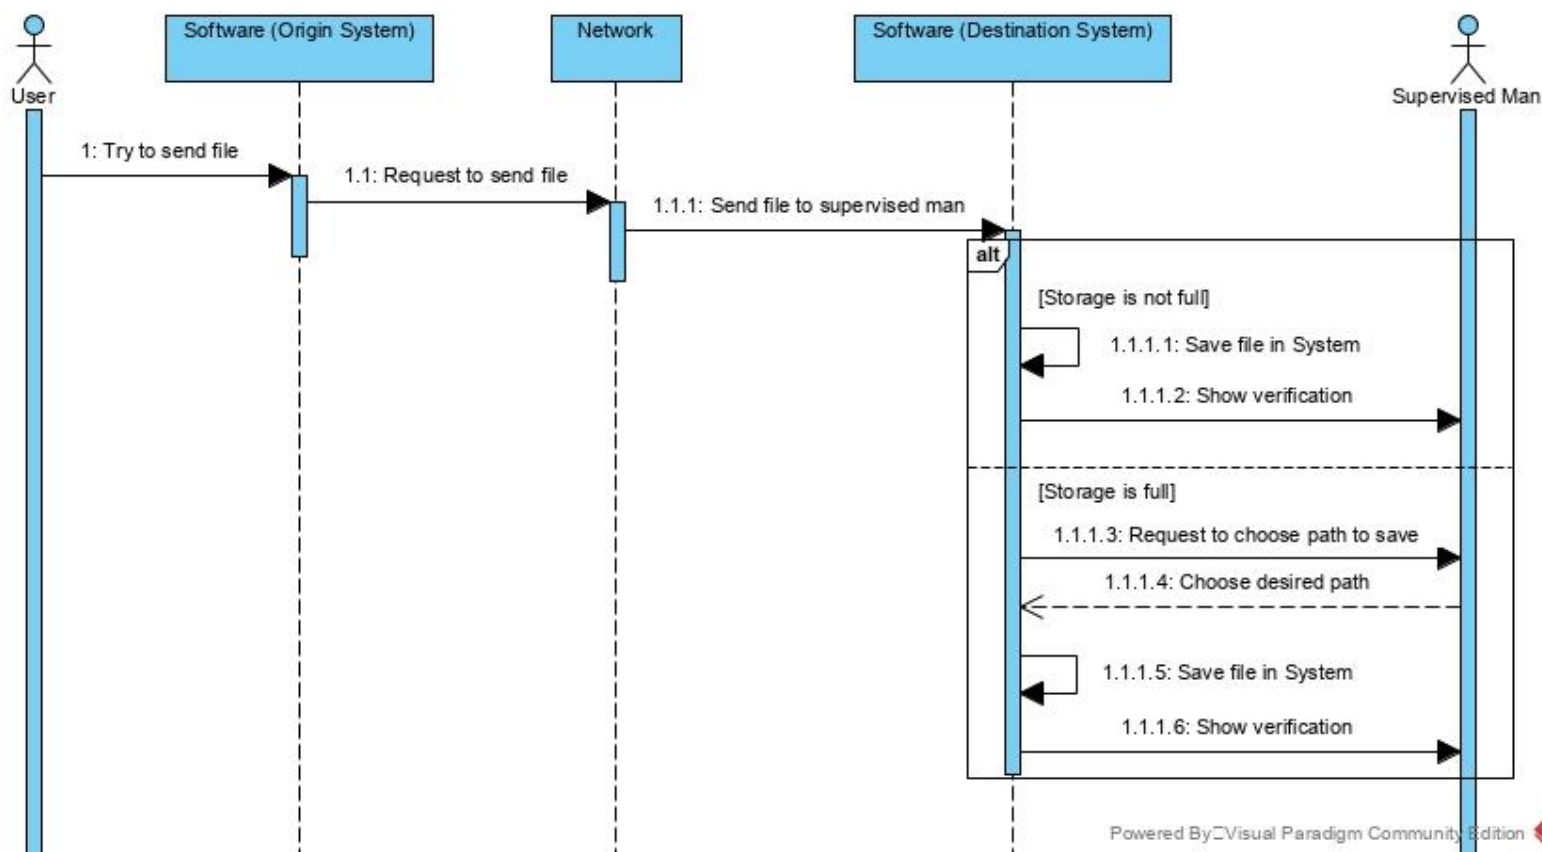 Software (Origin System)
Network
Software (Destination System)
User
Supervised Man
1: Try to send file
1.1: Request to send file
1.1.1: Send file to supervised man
alt
[Storage is not full]
1.1.1.1: Save file in System
1.1.1.2: Show verification
[Storage is full]
1.1.1.3: Request to choose path to save
1.1.1.4: Choose desired path
1.1.1.5: Save file in System
1.1.1.6: Show verification
Powered By Visual Paradigm Community Edition